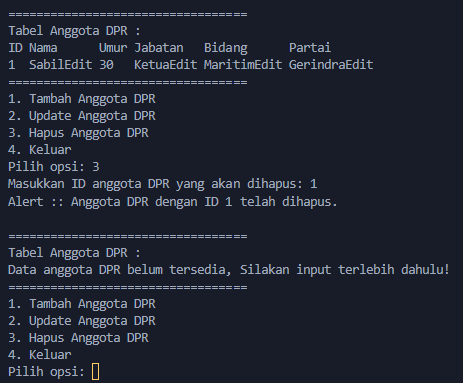 ==================================
Tabel Anggota DPR :
ID Nama      Umur Jabatan   Bidang      Partai
1  SabilEdit 30   KetuaEdit MaritimEdit GerindraEdit
==================================
1. Tambah Anggota DPR
2. Update Anggota DPR
3. Hapus Anggota DPR
4. Keluar
Pilih opsi: 3
Masukkan ID anggota DPR yang akan dihapus: 1
Alert :: Anggota DPR dengan ID 1 telah dihapus.
==================================
Tabel Anggota DPR :
Data anggota DPR belum tersedia, Silakan input terlebih dahulu!
==================================
1. Tambah Anggota DPR
2. Update Anggota DPR
3. Hapus Anggota DPR
4. Keluar
Pilih opsi: